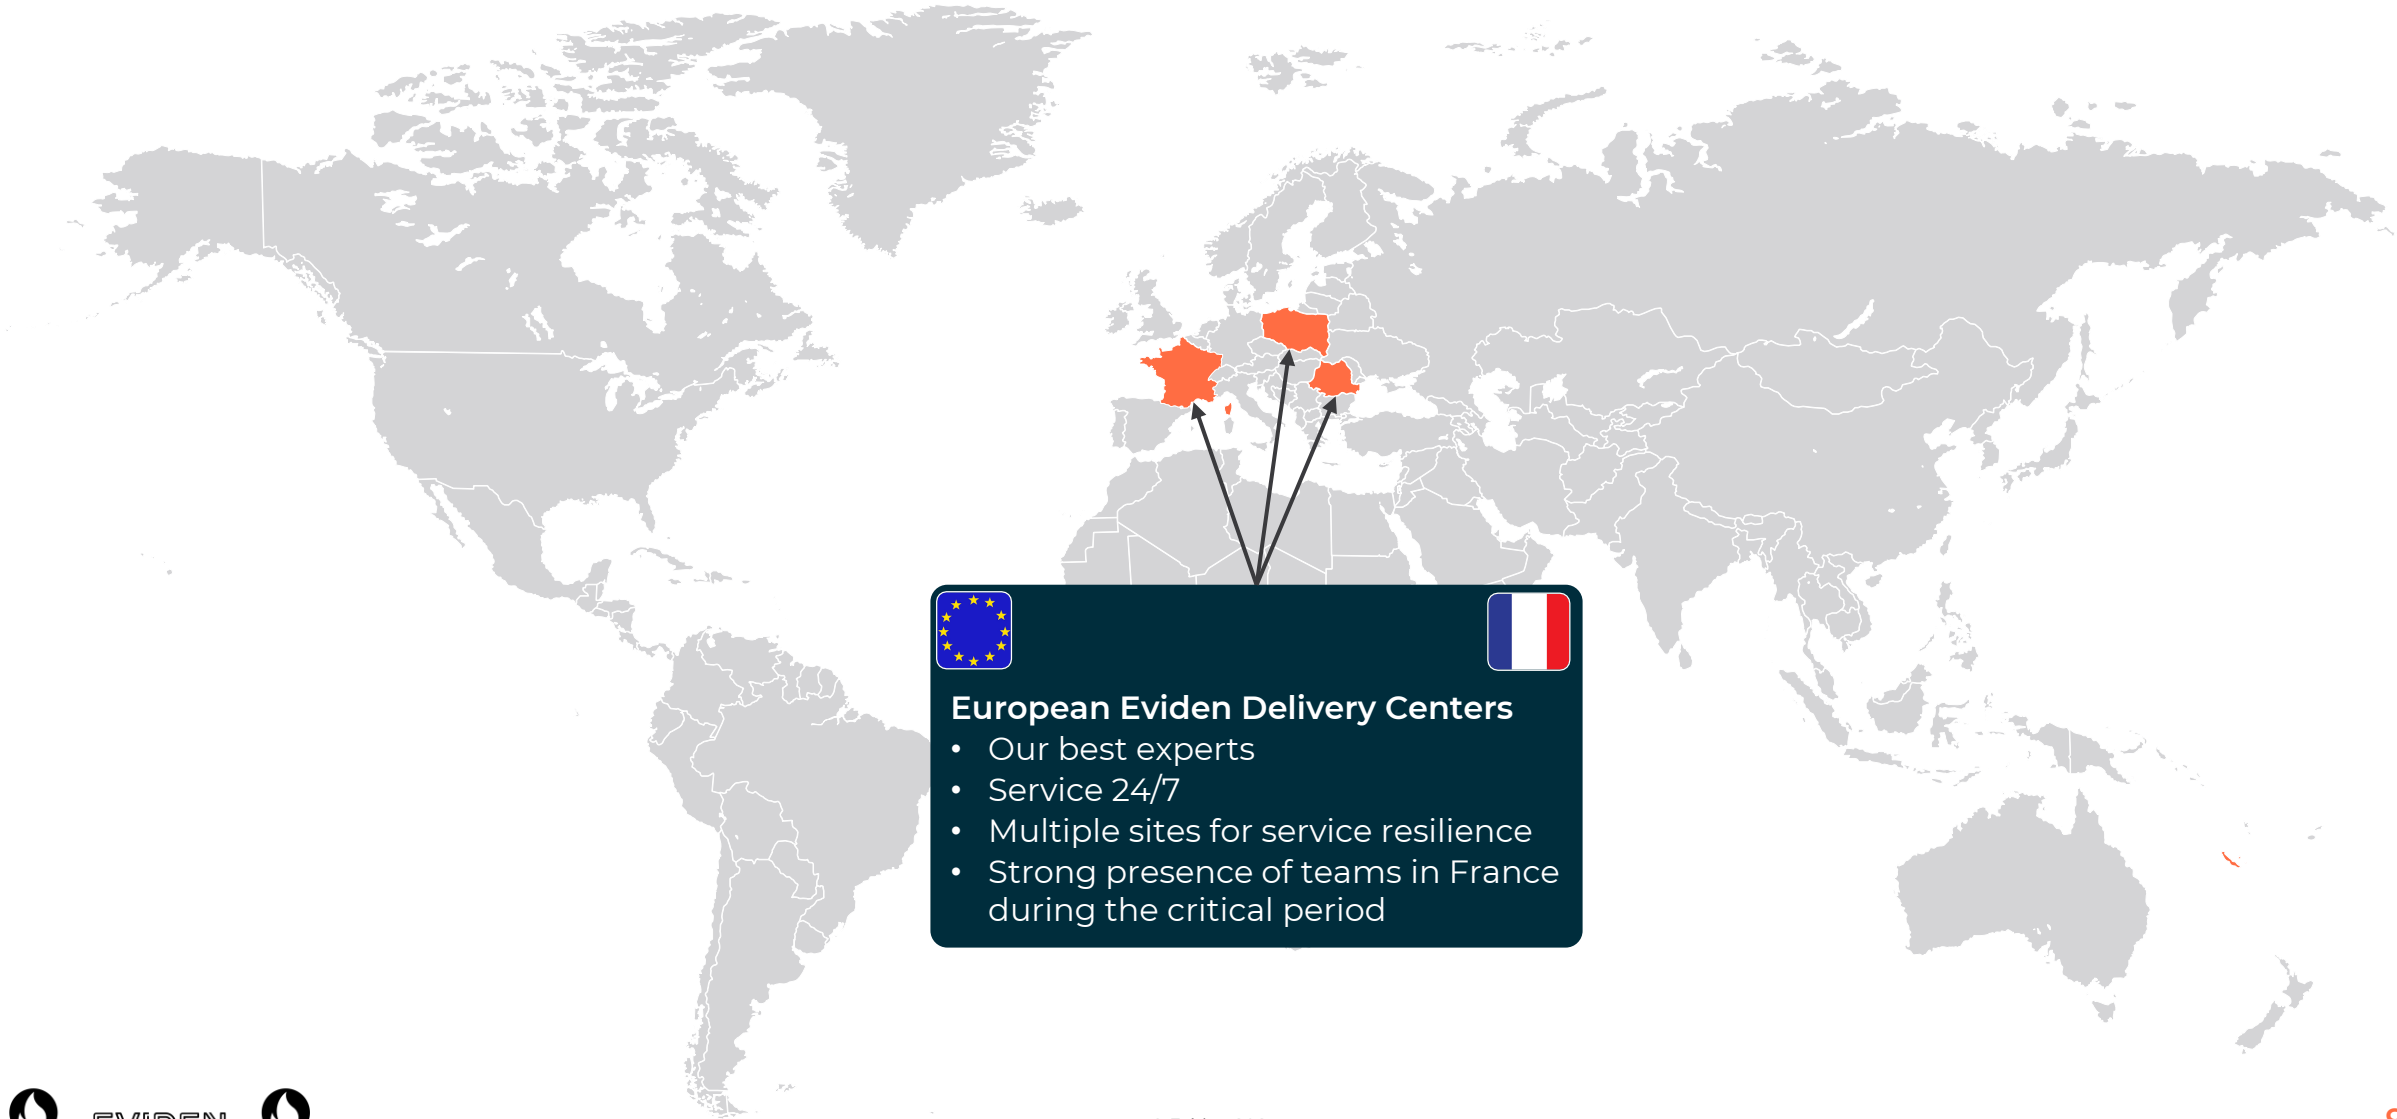 European Eviden Delivery Centers
• Our best experts
• Service 24/7
• Multiple sites for service resilience
• Strong presence of teams in France
during the critical period
EVIDEN